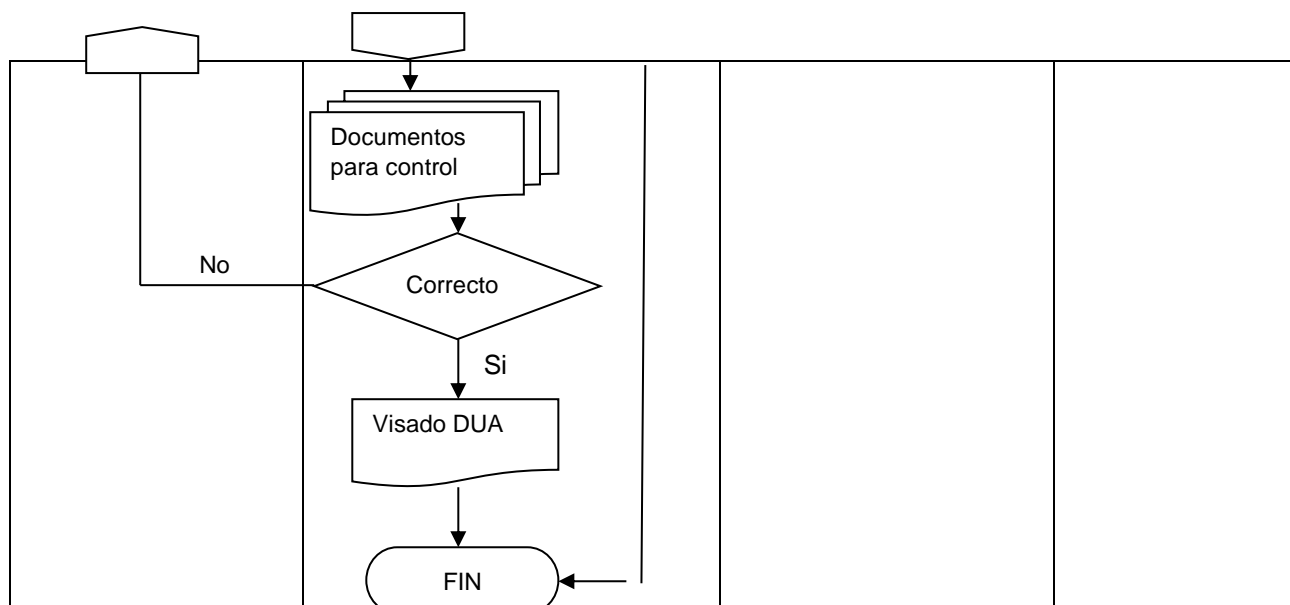 Documentos
para control
No
Correcto
Si
Visado DUA
FIN